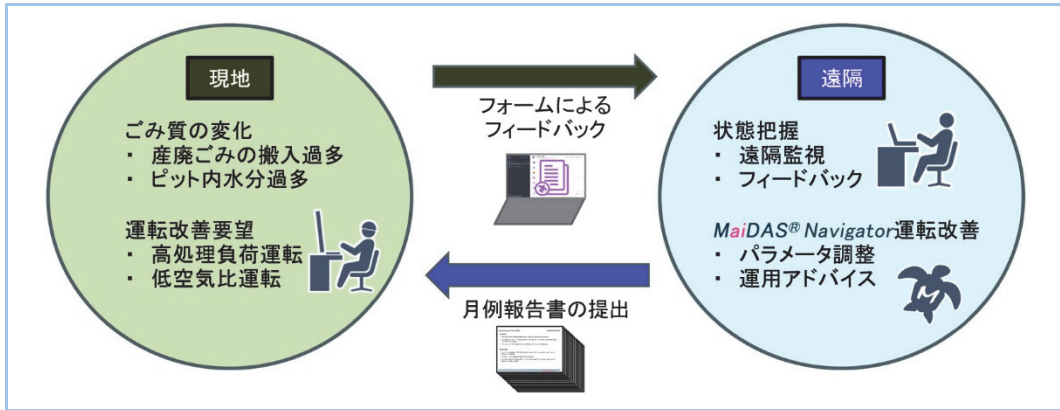 現地
ごみ質の変化
・ 産廃ごみの搬入過多
・ ピット内水分過多
運転改善要望
・ 高処理負荷運転
・ 低空気比運転
フォームによる
フィードバック
月例報告書の提出
遠隔
状態把握
・ 遠隔監視
・ フィードバック
MaiDAS® Navigator運転改善
・ パラメータ調整
・ 運用アドバイス
M